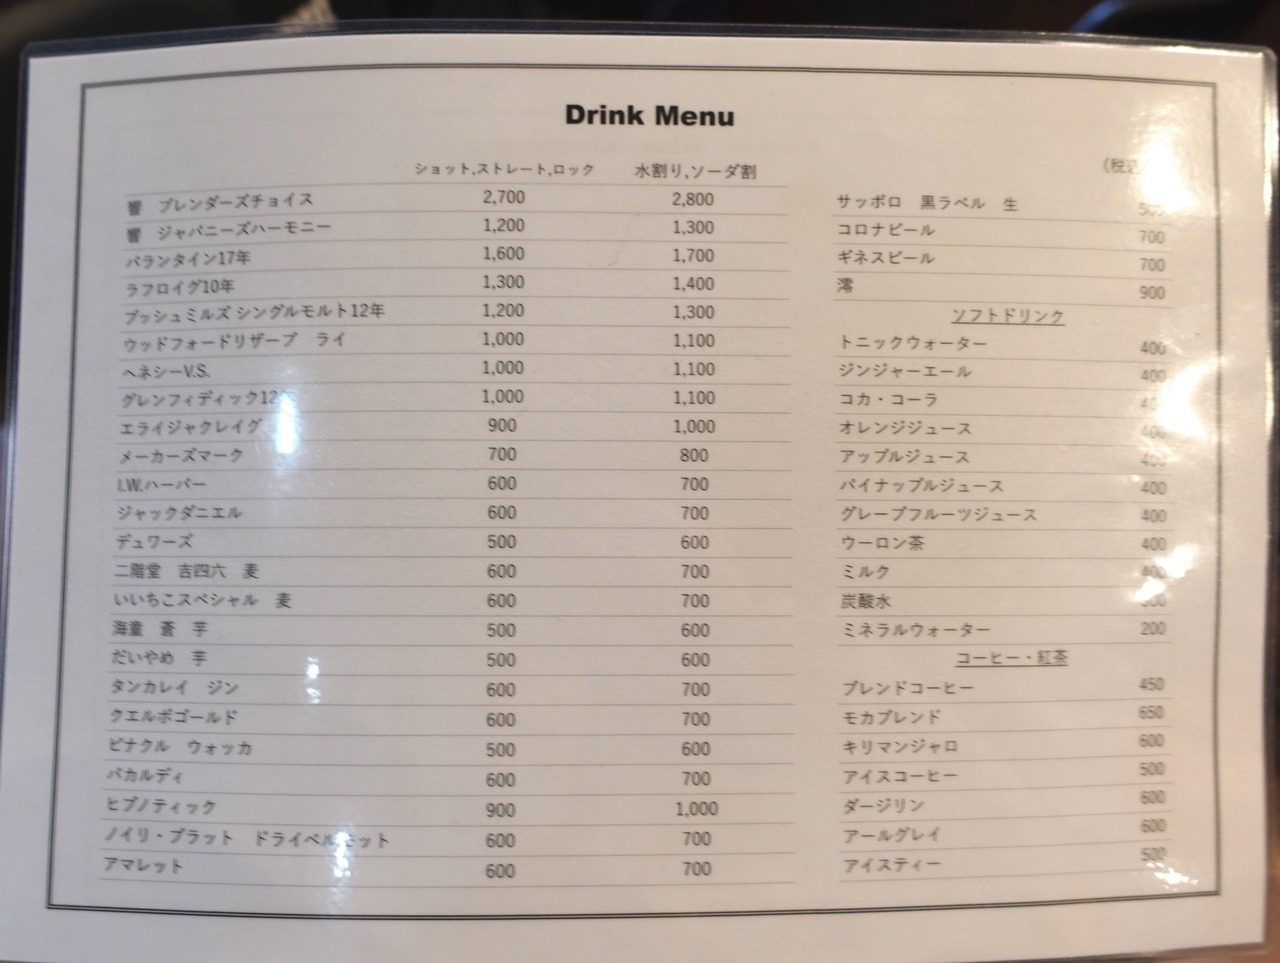 Drink Menu
ショット,ストレート,ロック 水割り,ソーダ割
響 ブレンダーズチョイス 2,700 2,800
響 ジャパニーズハーモニー 1,200 1,300
バランタイン17年 1,600 1,700
ラフロイグ10年 1,300 1,400
ブッシュミルズ シングルモルト12年 1,200 1,300
ウッドフォードリザーブ ライ 1,000 1,100
ヘネシーV.S. 1,000 1,100
グレンフィディック12年 1,000 1,100
エライジャクレイグ 900 1,000
メーカーズマーク 700 800
I.W.ハーパー 600 700
ジャックダニエル 600 700
デュワーズ 500 600
二階堂 吉四六 麦 600 700
いいちこスペシャル 麦 600 700
海童 蒼 芋 500 600
だいやめ 芋 500 600
タンカレイ ジン 600 700
クエルボゴールド 600 700
ピナクル ウォッカ 500 600
バカルディ 600 700
ヒプノティック 900 1,000
ノイリ・プラット ドライベルモット 600 700
アマレット 600 700
(税込
サッポロ 黒ラベル 生
コロナビール 700
ギネスビール 700
澪 900
ソフトドリンク
トニックウォーター 400
ジンジャーエール 400
コカ・コーラ 400
オレンジジュース 400
アップルジュース 400
パイナップルジュース 400
グレープフルーツジュース 400
ウーロン茶 400
ミルク 400
炭酸水
ミネラルウォーター 200
コーヒー・紅茶
ブレンドコーヒー 450
モカブレンド 650
キリマンジャロ 600
アイスコーヒー 500
ダージリン 600
アールグレイ 600
アイスティー 500